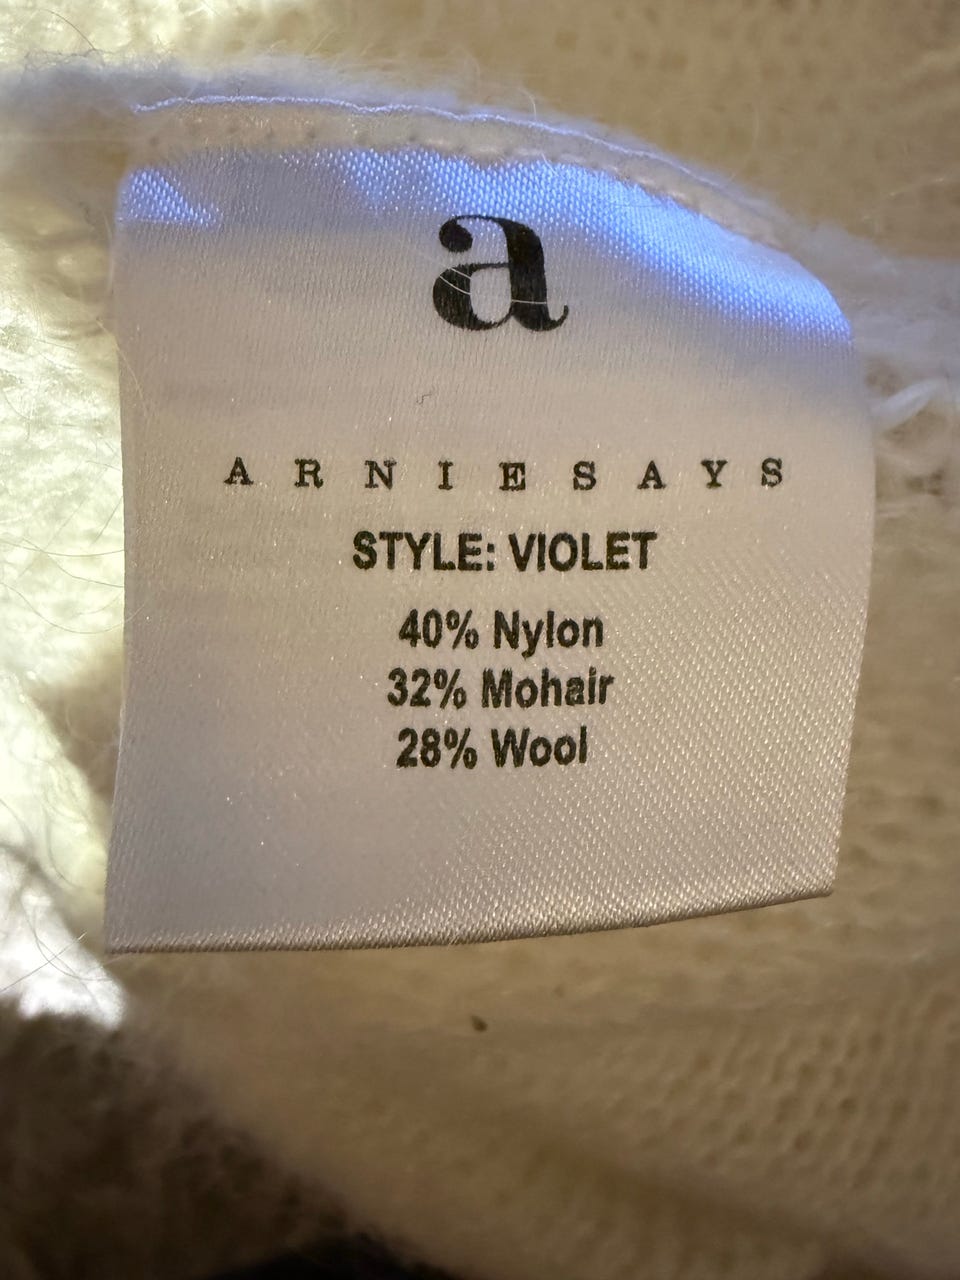 a
ARNIESAYS
STYLE: VIOLET
40% Nylon
32% Mohair
28% Wool